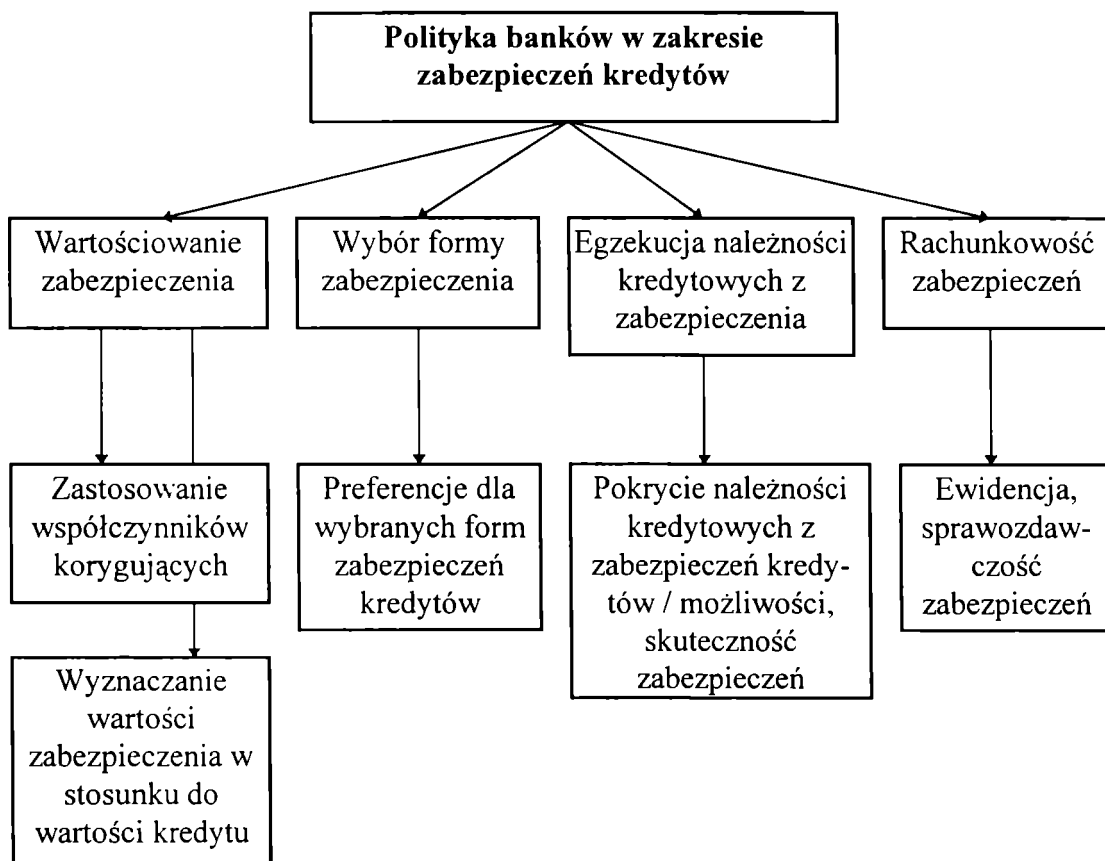 Polityka banków w zakresie
zabezpieczeń kredytów
Wartościowanie
zabezpieczenia
Wybór formy
zabezpieczenia
Egzekucja należności
kredytowych z
zabezpieczenia
Rachunkowość
zabezpieczeń
Zastosowanie
współczynników
korygujących
Preferencje dla
wybranych form
zabezpieczeń
kredytów
Pokrycie należności
kredytowych z
zabezpieczeń kredy-
tów / możliwości,
skuteczność
zabezpieczeń
Ewidencja,
sprawozdaw-
czość
zabezpieczeń
Wyznaczanie
wartości
zabezpieczenia w
stosunku do
wartości kredytu